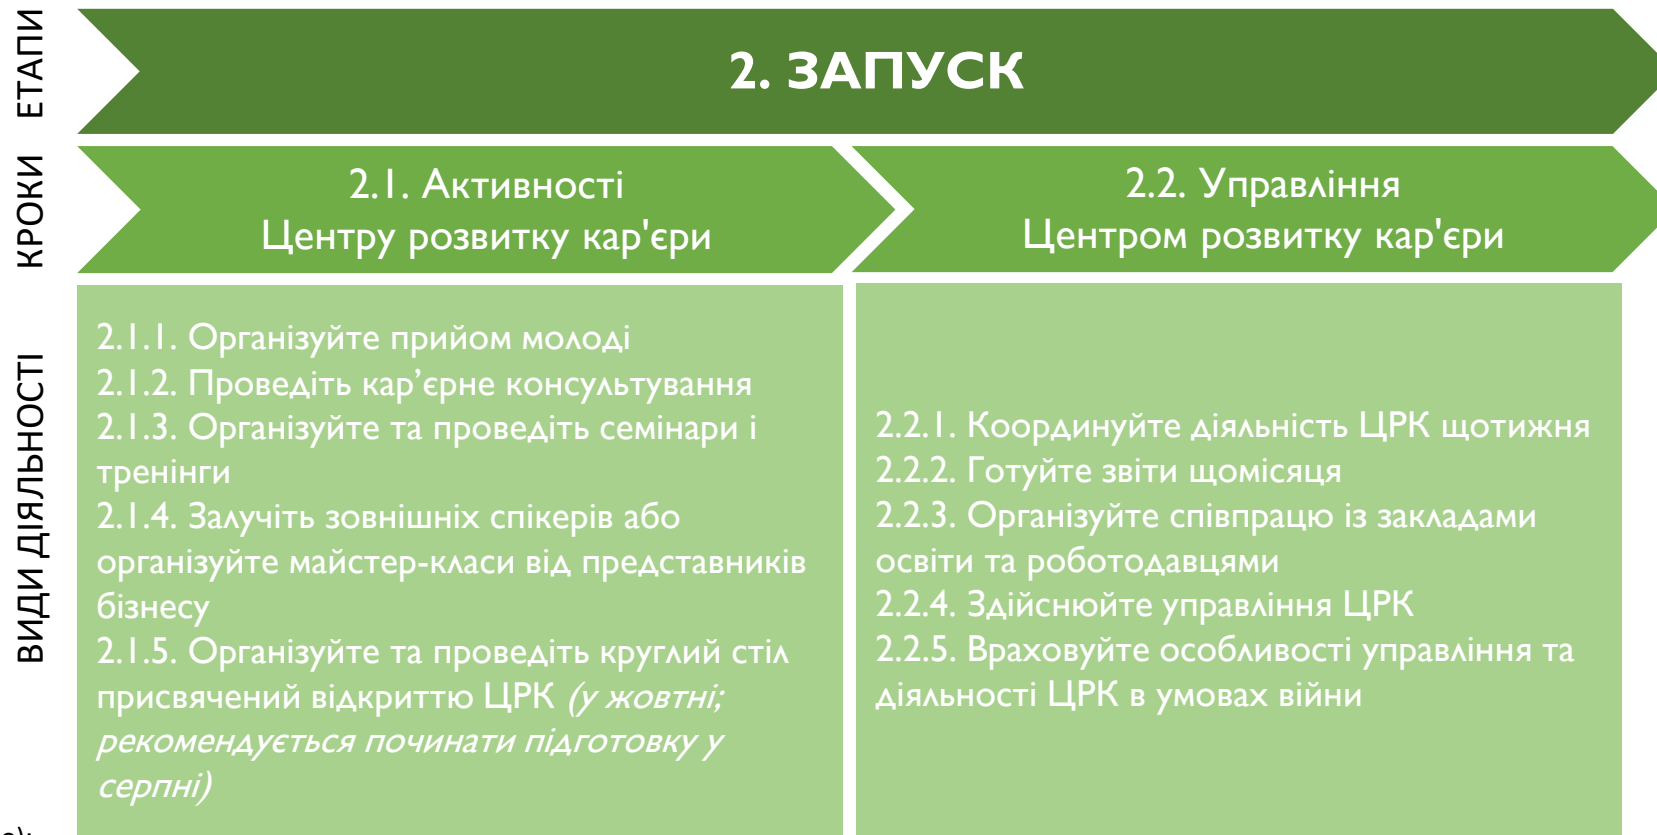 ЕТАПИ
2. ЗАПУСК
КРОКИ
2.1. Активності
Центру розвитку кар'єри
2.2. Управління
Центром розвитку кар'єри
ВИДИ ДІЯЛЬНОСТІ
2.1.1. Організуйте прийом молоді
2.1.2. Проведіть кар’єрне консультування
2.1.3. Організуйте та проведіть семінари і
тренінги
2.1.4. Залучіть зовнішніх спікерів або
організуйте майстер-класи від представників
бізнесу
2.1.5. Організуйте та проведіть круглий стіл
присвячений відкриттю ЦРК (у жовтні;
рекомендується починати підготовку у
серпні)
2.2.1. Координуйте діяльність ЦРК щотижня
2.2.2. Готуйте звіти щомісяця
2.2.3. Організуйте співпрацю із закладами
освіти та роботодавцями
2.2.4. Здійснюйте управління ЦРК
2.2.5. Враховуйте особливості управління та
діяльності ЦРК в умовах війни